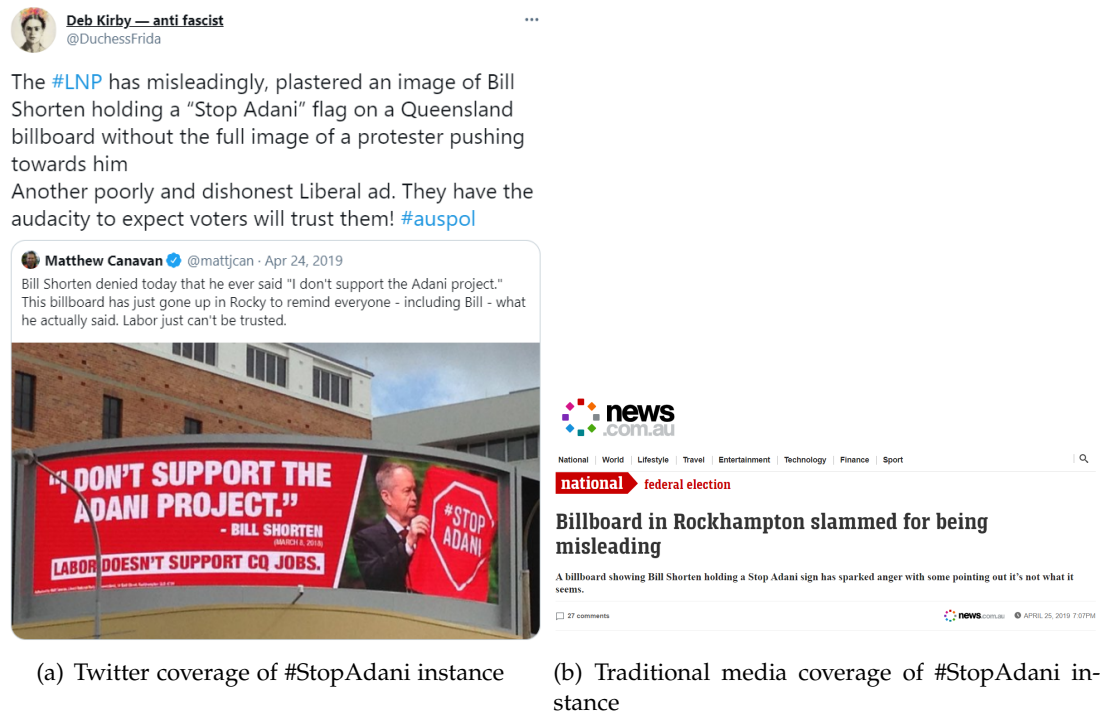 Deb Kirby — anti fascist
@DuchessFrida
The #LNP has misleadingly, plastered an image of Bill
Shorten holding a “Stop Adani” flag on a Queensland
billboard without the full image of a protester pushing
towards him
Another poorly and dishonest Liberal ad. They have the
audacity to expect voters will trust them! #auspol
Matthew Canavan @mattjcan · Apr 24, 2019
Bill Shorten denied today that he ever said "I don't support the Adani project."
This billboard has just gone up in Rocky to remind everyone - including Bill - what
he actually said. Labor just can't be trusted.
“I DON’T SUPPORT THE
ADANI PROJECT.”
- BILL SHORTEN
(MARCH 8, 2018)
LABOR DOESN’T SUPPORT CQ JOBS.
#STOP
ADANI
(a) Twitter coverage of #StopAdani instance
news
.com.au
National World Lifestyle Travel Entertainment Technology Finance Sport
national federal election
Billboard in Rockhampton slammed for being
misleading
A billboard showing Bill Shorten holding a Stop Adani sign has sparked anger with some pointing out it’s not what it
seems.
27 comments news.com.au APRIL 25, 2019 7:07PM
(b) Traditional media coverage of #StopAdani in-
stance